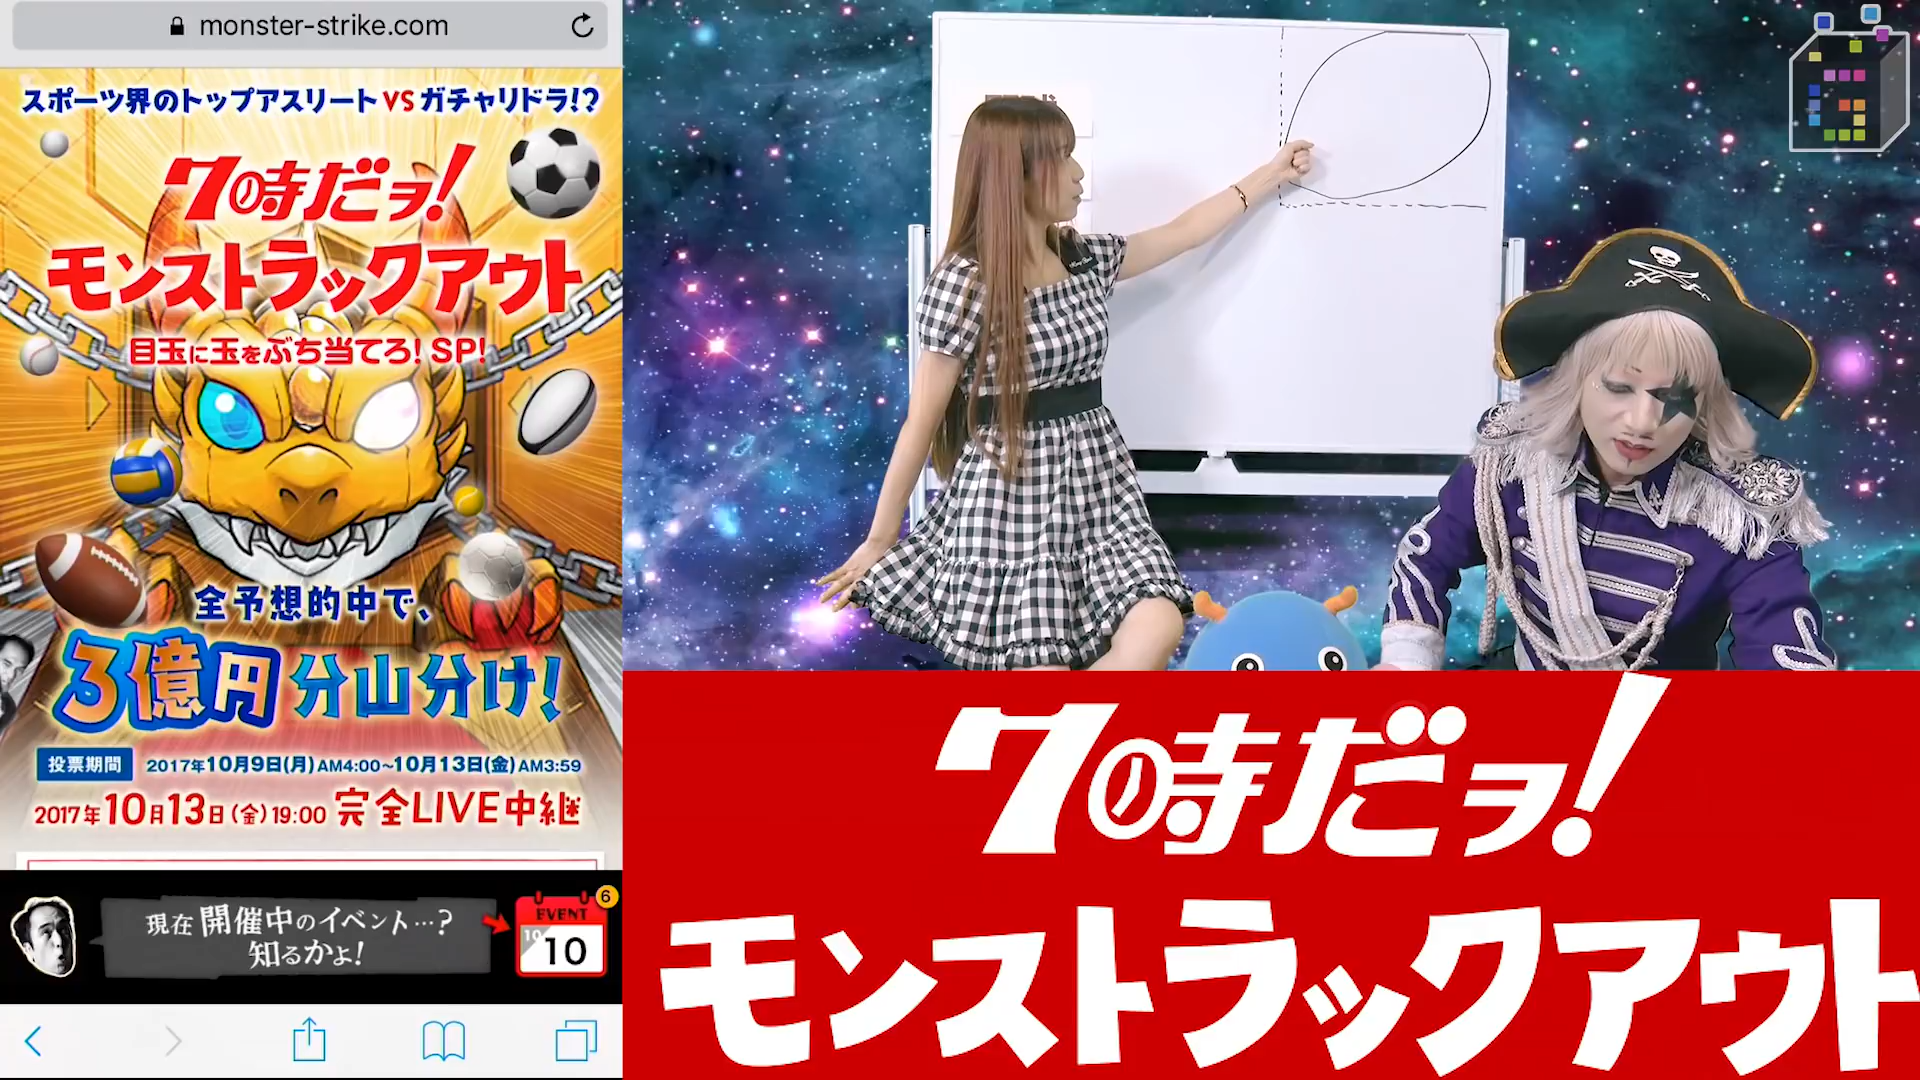 monster-strike.com
スポーツ界のトップアスリートVSガチャリドラ!?
7時だョ!
モンストラックアウト
目玉に玉をぶち当てろ! SP!
全予想的中で、
3億円分山分け!
投票期間 2017年10月9日(月)AM4:00~10月13日(金)AM3:59
2017年10月13日(金)19:00 完全LIVE中継
現在 開催中のイベント…?
知るかよ!
6
EVENT
10
10
7時だョ!
モンストラックアウト